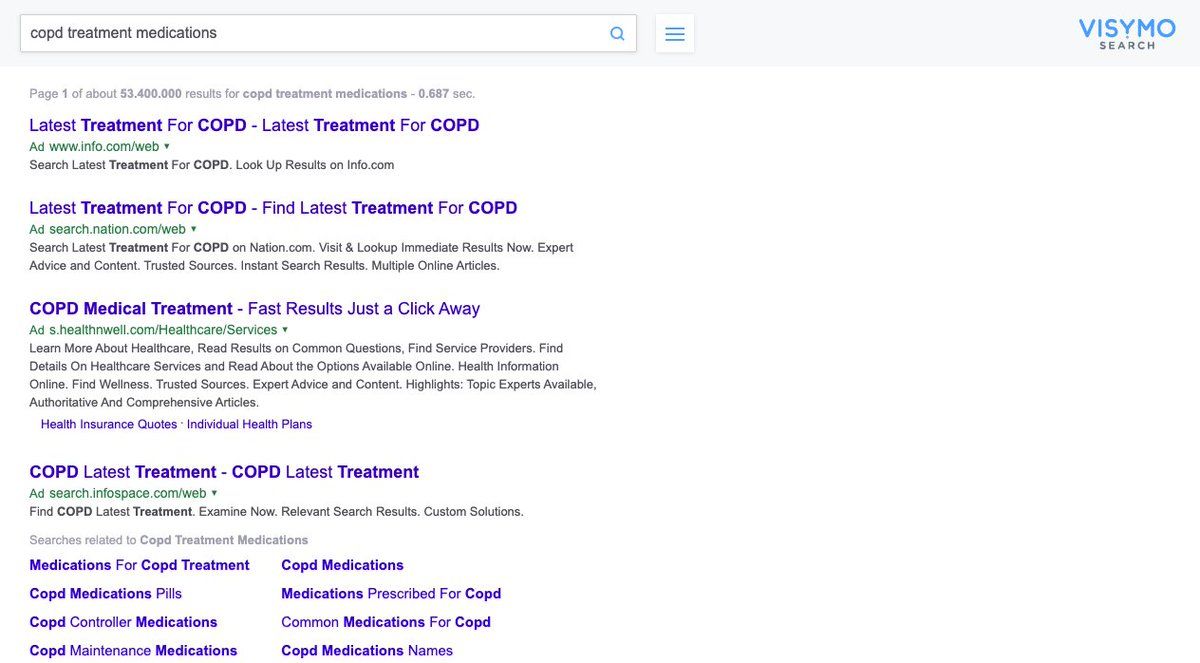 copd treatment medications
VISYMO
SEARCH
Page 1 of about 53.400.000 results for copd treatment medications - 0.687 sec.
Latest Treatment For COPD - Latest Treatment For COPD
Ad www.info.com/web ▾
Search Latest Treatment For COPD. Look Up Results on Info.com
Latest Treatment For COPD - Find Latest Treatment For COPD
Ad search.nation.com/web ▾
Search Latest Treatment For COPD on Nation.com. Visit & Lookup Immediate Results Now. Expert
Advice and Content. Trusted Sources. Instant Search Results. Multiple Online Articles.
COPD Medical Treatment - Fast Results Just a Click Away
Ad s.healthnwell.com/Healthcare/Services ▾
Learn More About Healthcare, Read Results on Common Questions, Find Service Providers. Find
Details On Healthcare Services and Read About the Options Available Online. Health Information
Online. Find Wellness. Trusted Sources. Expert Advice and Content. Highlights: Topic Experts Available,
Authoritative And Comprehensive Articles.
Health Insurance Quotes · Individual Health Plans
COPD Latest Treatment - COPD Latest Treatment
Ad search.infospace.com/web ▾
Find COPD Latest Treatment. Examine Now. Relevant Search Results. Custom Solutions.
Searches related to Copd Treatment Medications
Medications For Copd Treatment
Copd Medications
Copd Medications Pills
Medications Prescribed For Copd
Copd Controller Medications
Common Medications For Copd
Copd Maintenance Medications
Copd Medications Names